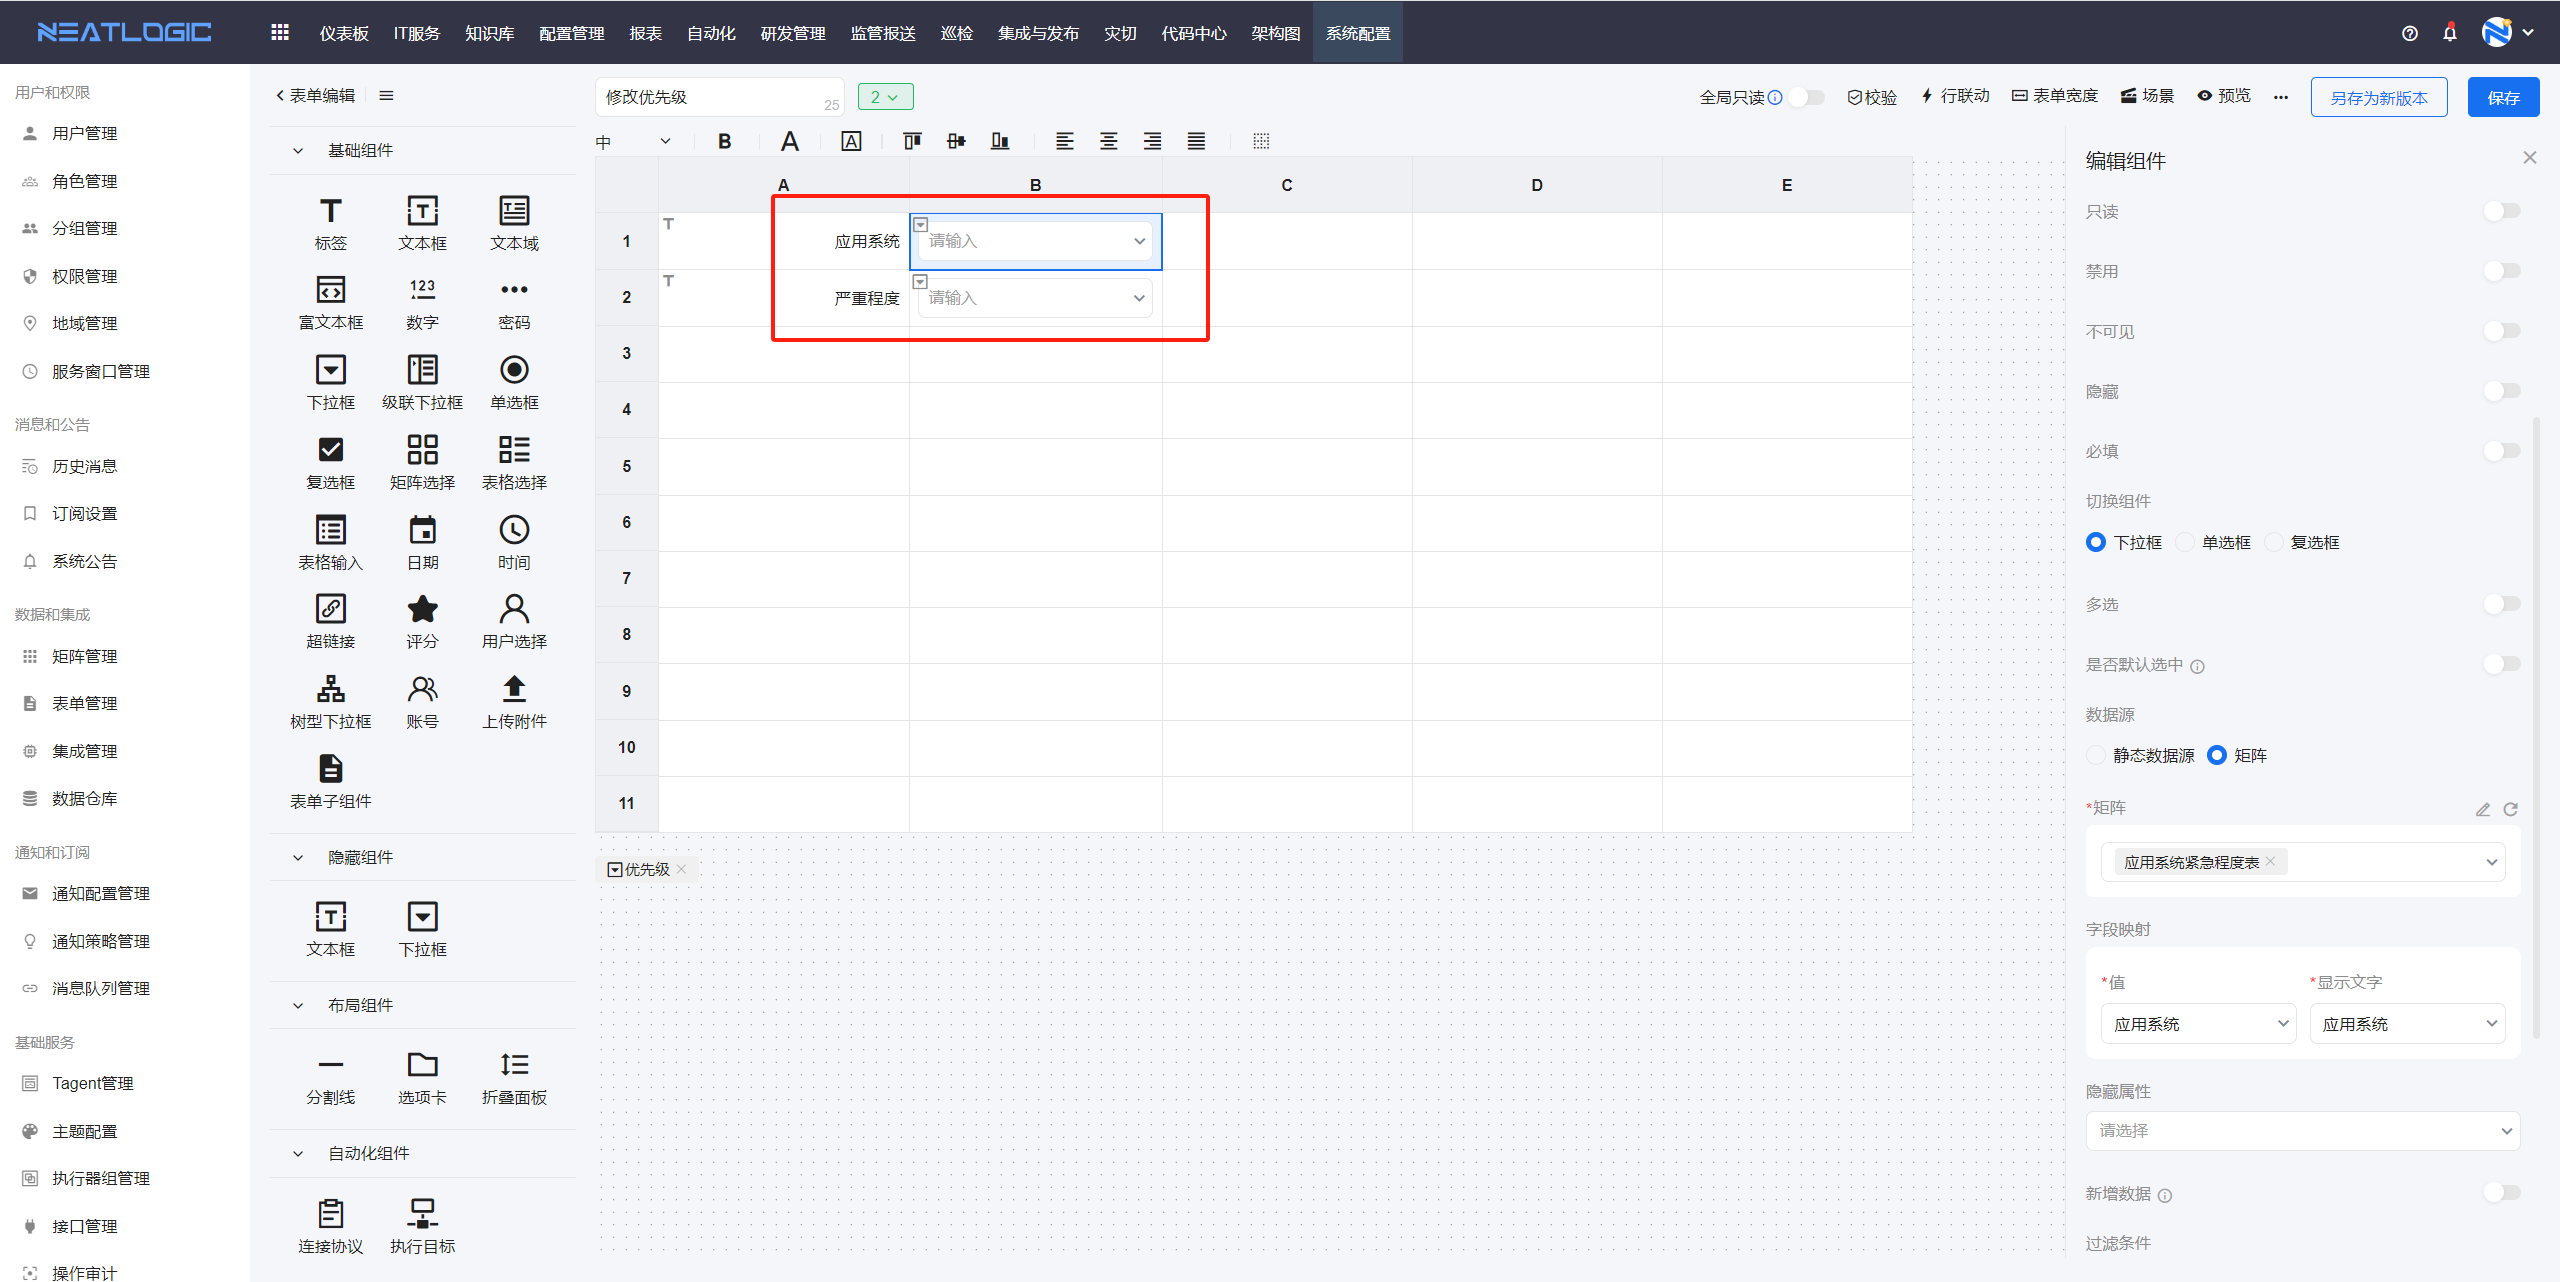 NEATLOGIC
仪表板 IT服务 知识库 配置管理 报表 自动化 研发管理 监管报送 巡检 集成与发布 灾切 代码中心 架构图 系统配置
用户和权限
用户管理
角色管理
分组管理
权限管理
地域管理
服务窗口管理
消息和公告
历史消息
订阅设置
系统公告
数据和集成
矩阵管理
表单管理
集成管理
数据仓库
通知和订阅
通知配置管理
通知策略管理
消息队列管理
基础服务
Tagent管理
主题配置
执行器组管理
接口管理
操作审计
表单编辑
基础组件
标签 文本框 文本域
富文本框 数字 密码
下拉框 级联下拉框 单选框
复选框 矩阵选择 表格选择
表格输入 日期 时间
超链接 评分 用户选择
树型下拉框 账号 上传附件
表单子组件
隐藏组件
文本框 下拉框
布局组件
分割线 选项卡 折叠面板
自动化组件
连接协议 执行目标
修改优先级 25 2
全局只读 校验 行联动 表单宽度 场景 预览 ... 另存为新版本 保存
中 B A A
A B C D E
1 应用系统 请输入
2 严重程度 请输入
3
4
5
6
7
8
9
10
11
优先级
编辑组件
只读
禁用
不可见
隐藏
必填
切换组件
下拉框 单选框 复选框
多选
是否默认选中
数据源
静态数据源 矩阵
*矩阵
应用系统紧急程度表
字段映射
*值 *显示文字
应用系统 应用系统
隐藏属性
请选择
新增数据
过滤条件